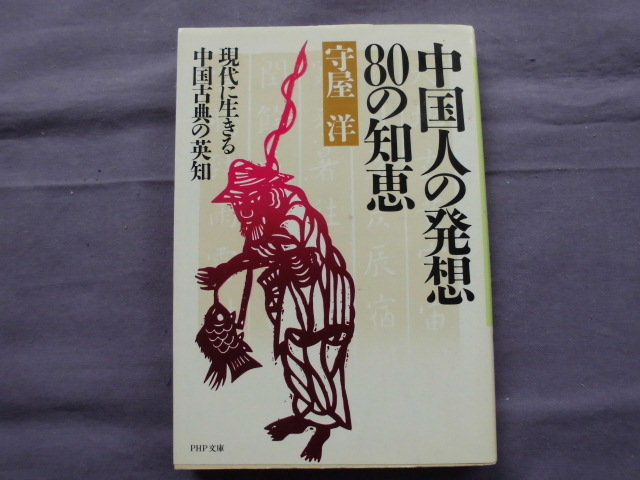 中国人の発想
80の知恵
守屋 洋
現代に生きる
中国古典の英知
PHP文庫